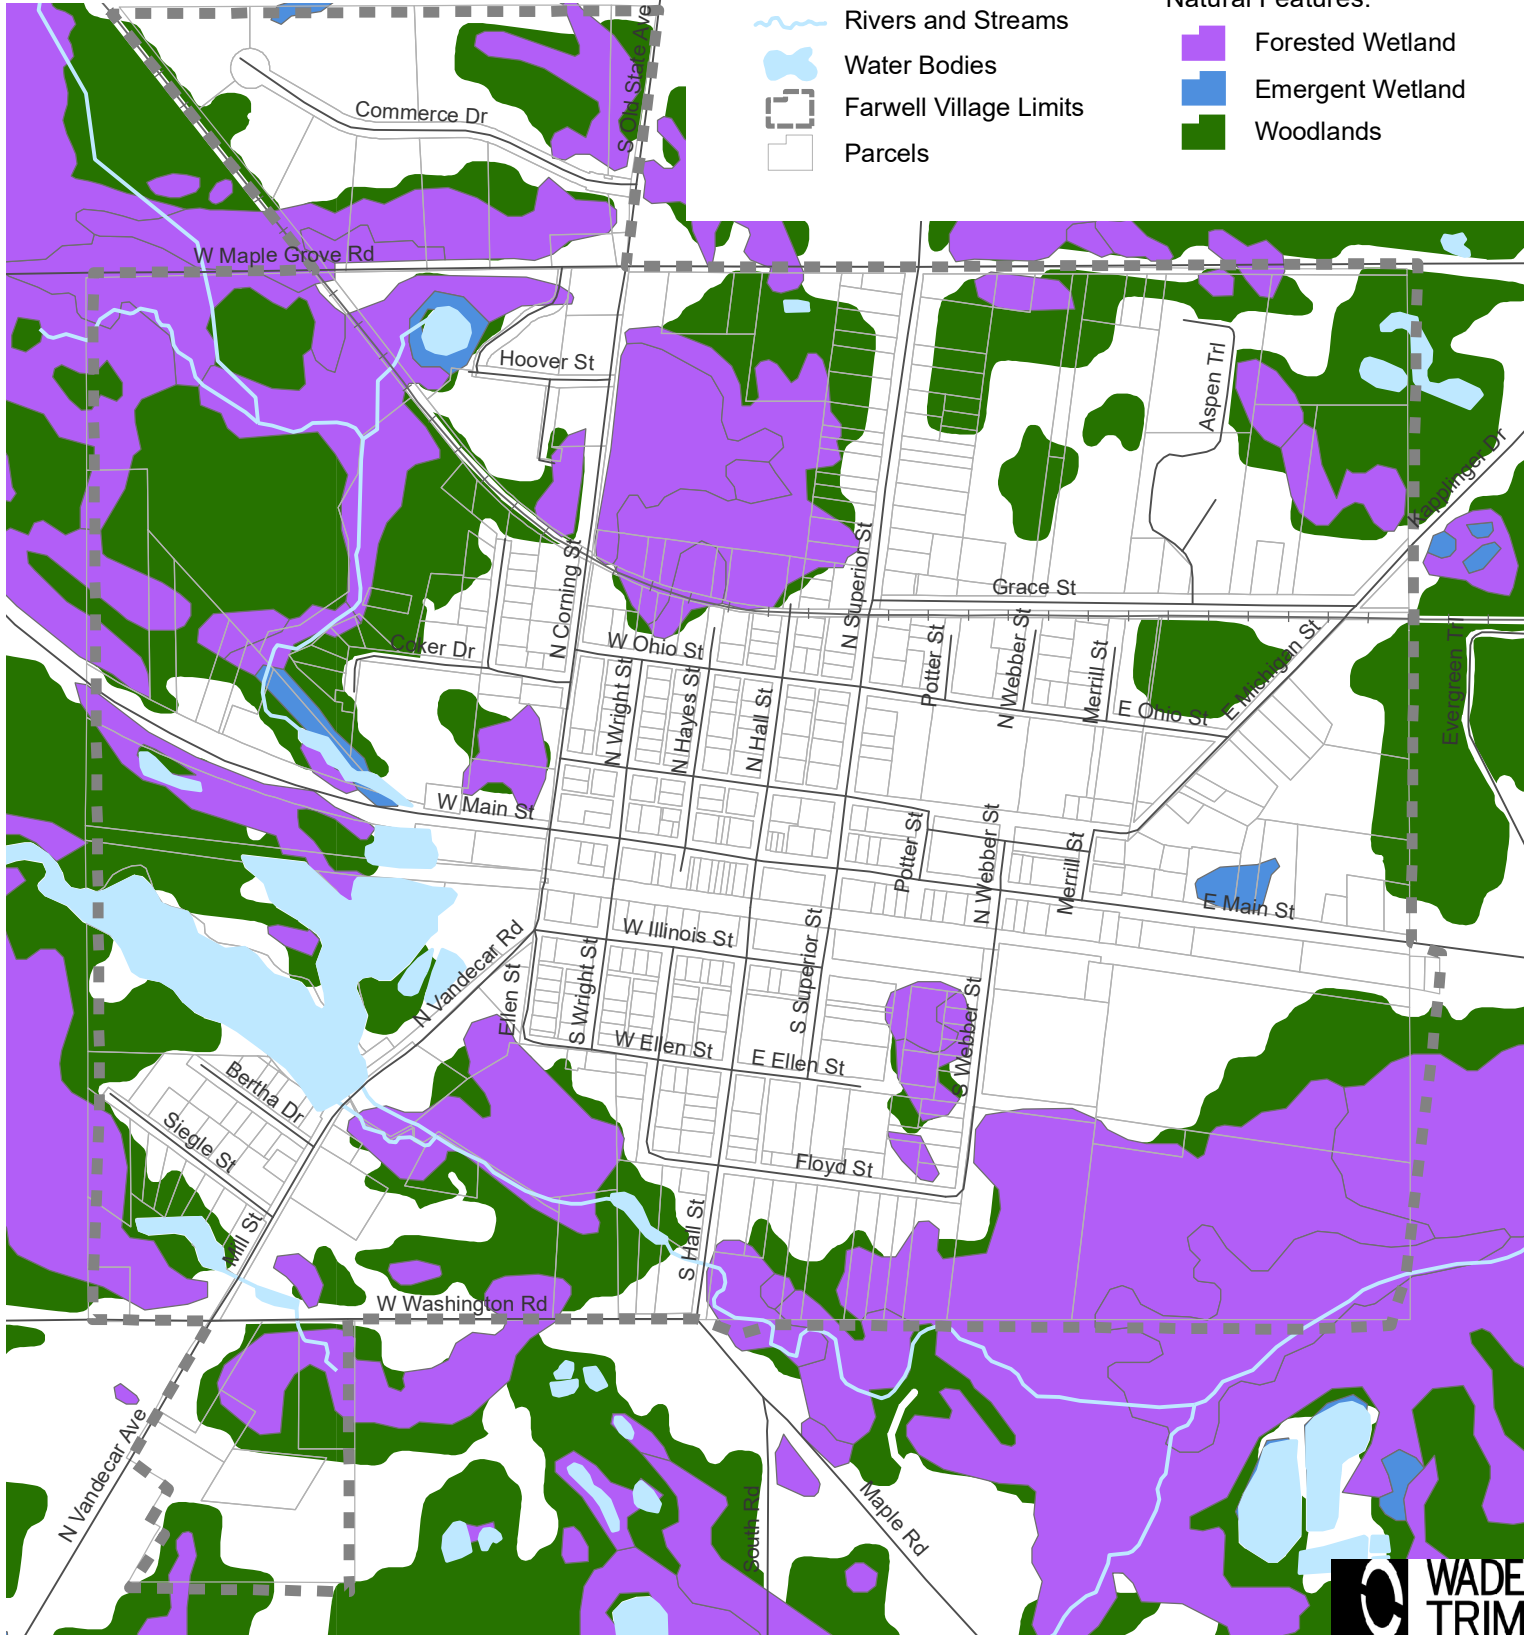 Natural Features:
Rivers and Streams
Forested Wetland
Water Bodies
Emergent Wetland
Farwell Village Limits
Woodlands
Parcels
S Old State Ave
Commerce Dr
W Maple Grove Rd
Hoover St
Aspen Trl
Kapplinger Dr
N Superior St
N Corning St
Grace St
W Ohio St
Coker Dr
N Wright St
N Hayes St
N Hall St
Potter St
N Webber St
Merrill St
E Ohio St
E Michigan St
Evergreen Trl
W Main St
Potter St
N Webber St
Merrill St
E Main St
W Illinois St
N Vandecar Rd
Ellen St
S Wright St
S Superior St
S Webber St
W Ellen St
E Ellen St
Bertha Dr
Siegle St
Floyd St
Mill St
S Hall St
W Washington Rd
N Vandecar Ave
South Rd
Maple Rd
WADE
TRIM